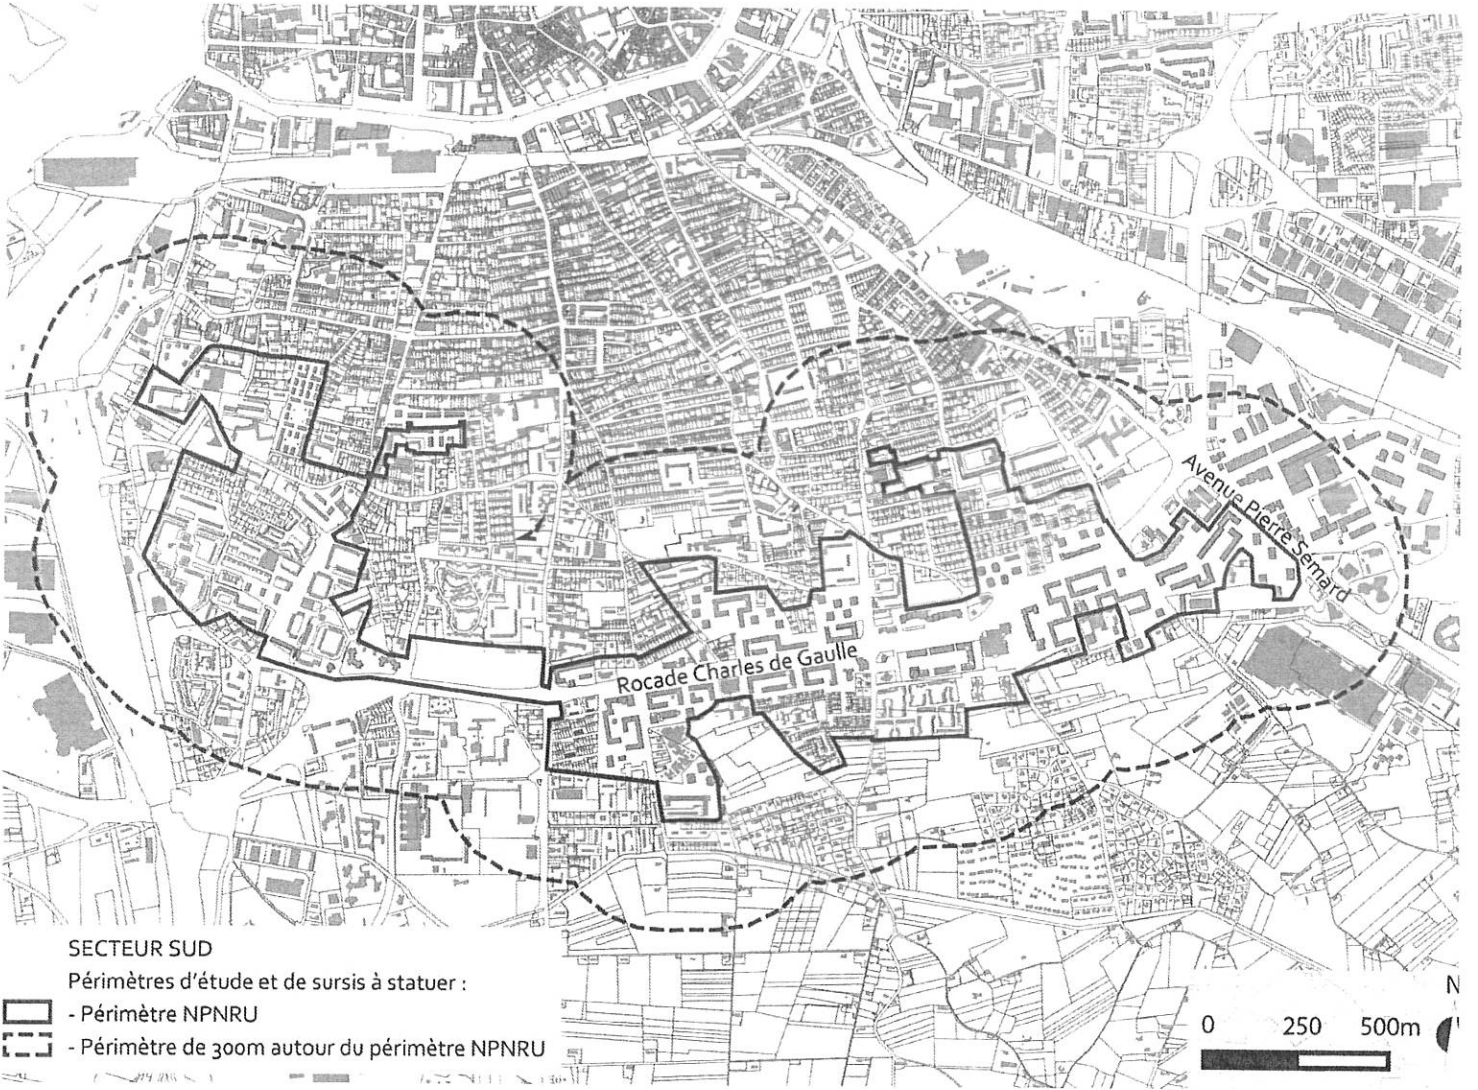 Avenue Pierre Sémard
Rocade Charles de Gaulle
SECTEUR SUD
Périmètres d'étude et de sursis à statuer :
- Périmètre NPNRU
- Périmètre de 300m autour du périmètre NPNRU
0 250 500m
N